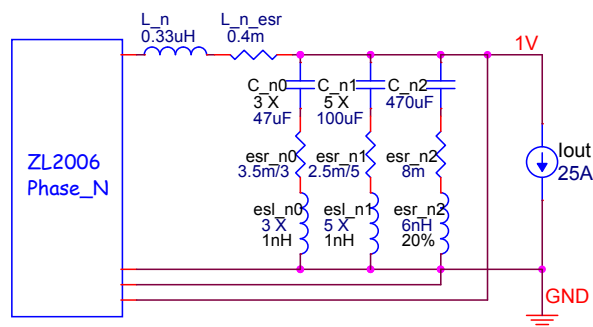 L_n
0.33uH
L_n_esr
0.4m
1V
C_n0
3 X
47uF
C_n1
5 X
100uF
C_n2
470uF
ZL2006
Phase_N
esr_n0
3.5m/3
esr_n1
2.5m/5
esr_n2
8m
Iout
25A
esl_n0
3 X
1nH
esl_n1
5 X
1nH
esr_n2
6nH
20%
GND